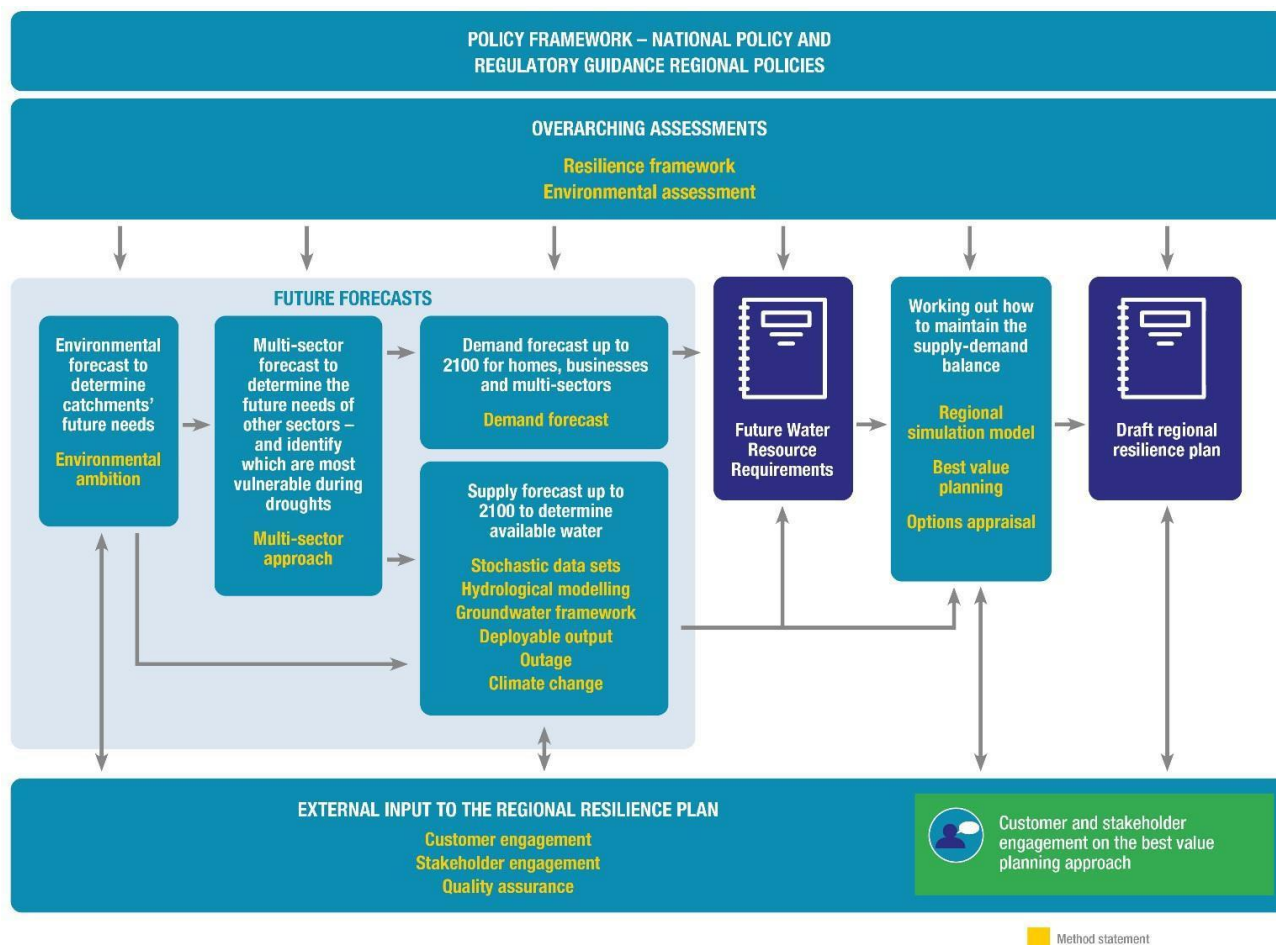 POLICY FRAMEWORK – NATIONAL POLICY AND
REGULATORY GUIDANCE REGIONAL POLICIES
OVERARCHING ASSESSMENTS
Resilience framework
Environmental assessment
FUTURE FORECASTS
Environmental
forecast to
determine
catchments’
future needs
Environmental
ambition
Multi-sector
forecast to
determine the
future needs of
other sectors –
and identify
which are most
vulnerable during
droughts
Multi-sector
approach
Demand forecast up to
2100 for homes, businesses
and multi-sectors
Demand forecast
Supply forecast up to
2100 to determine
available water
Stochastic data sets
Hydrological modelling
Groundwater framework
Deployable output
Outage
Climate change
Future Water
Resource
Requirements
Working out how
to maintain the
supply-demand
balance
Regional
simulation model
Best value
planning
Options appraisal
Draft regional
resilience plan
EXTERNAL INPUT TO THE REGIONAL RESILIENCE PLAN
Customer engagement
Stakeholder engagement
Quality assurance
Customer and stakeholder
engagement on the best value
planning approach
Method statement